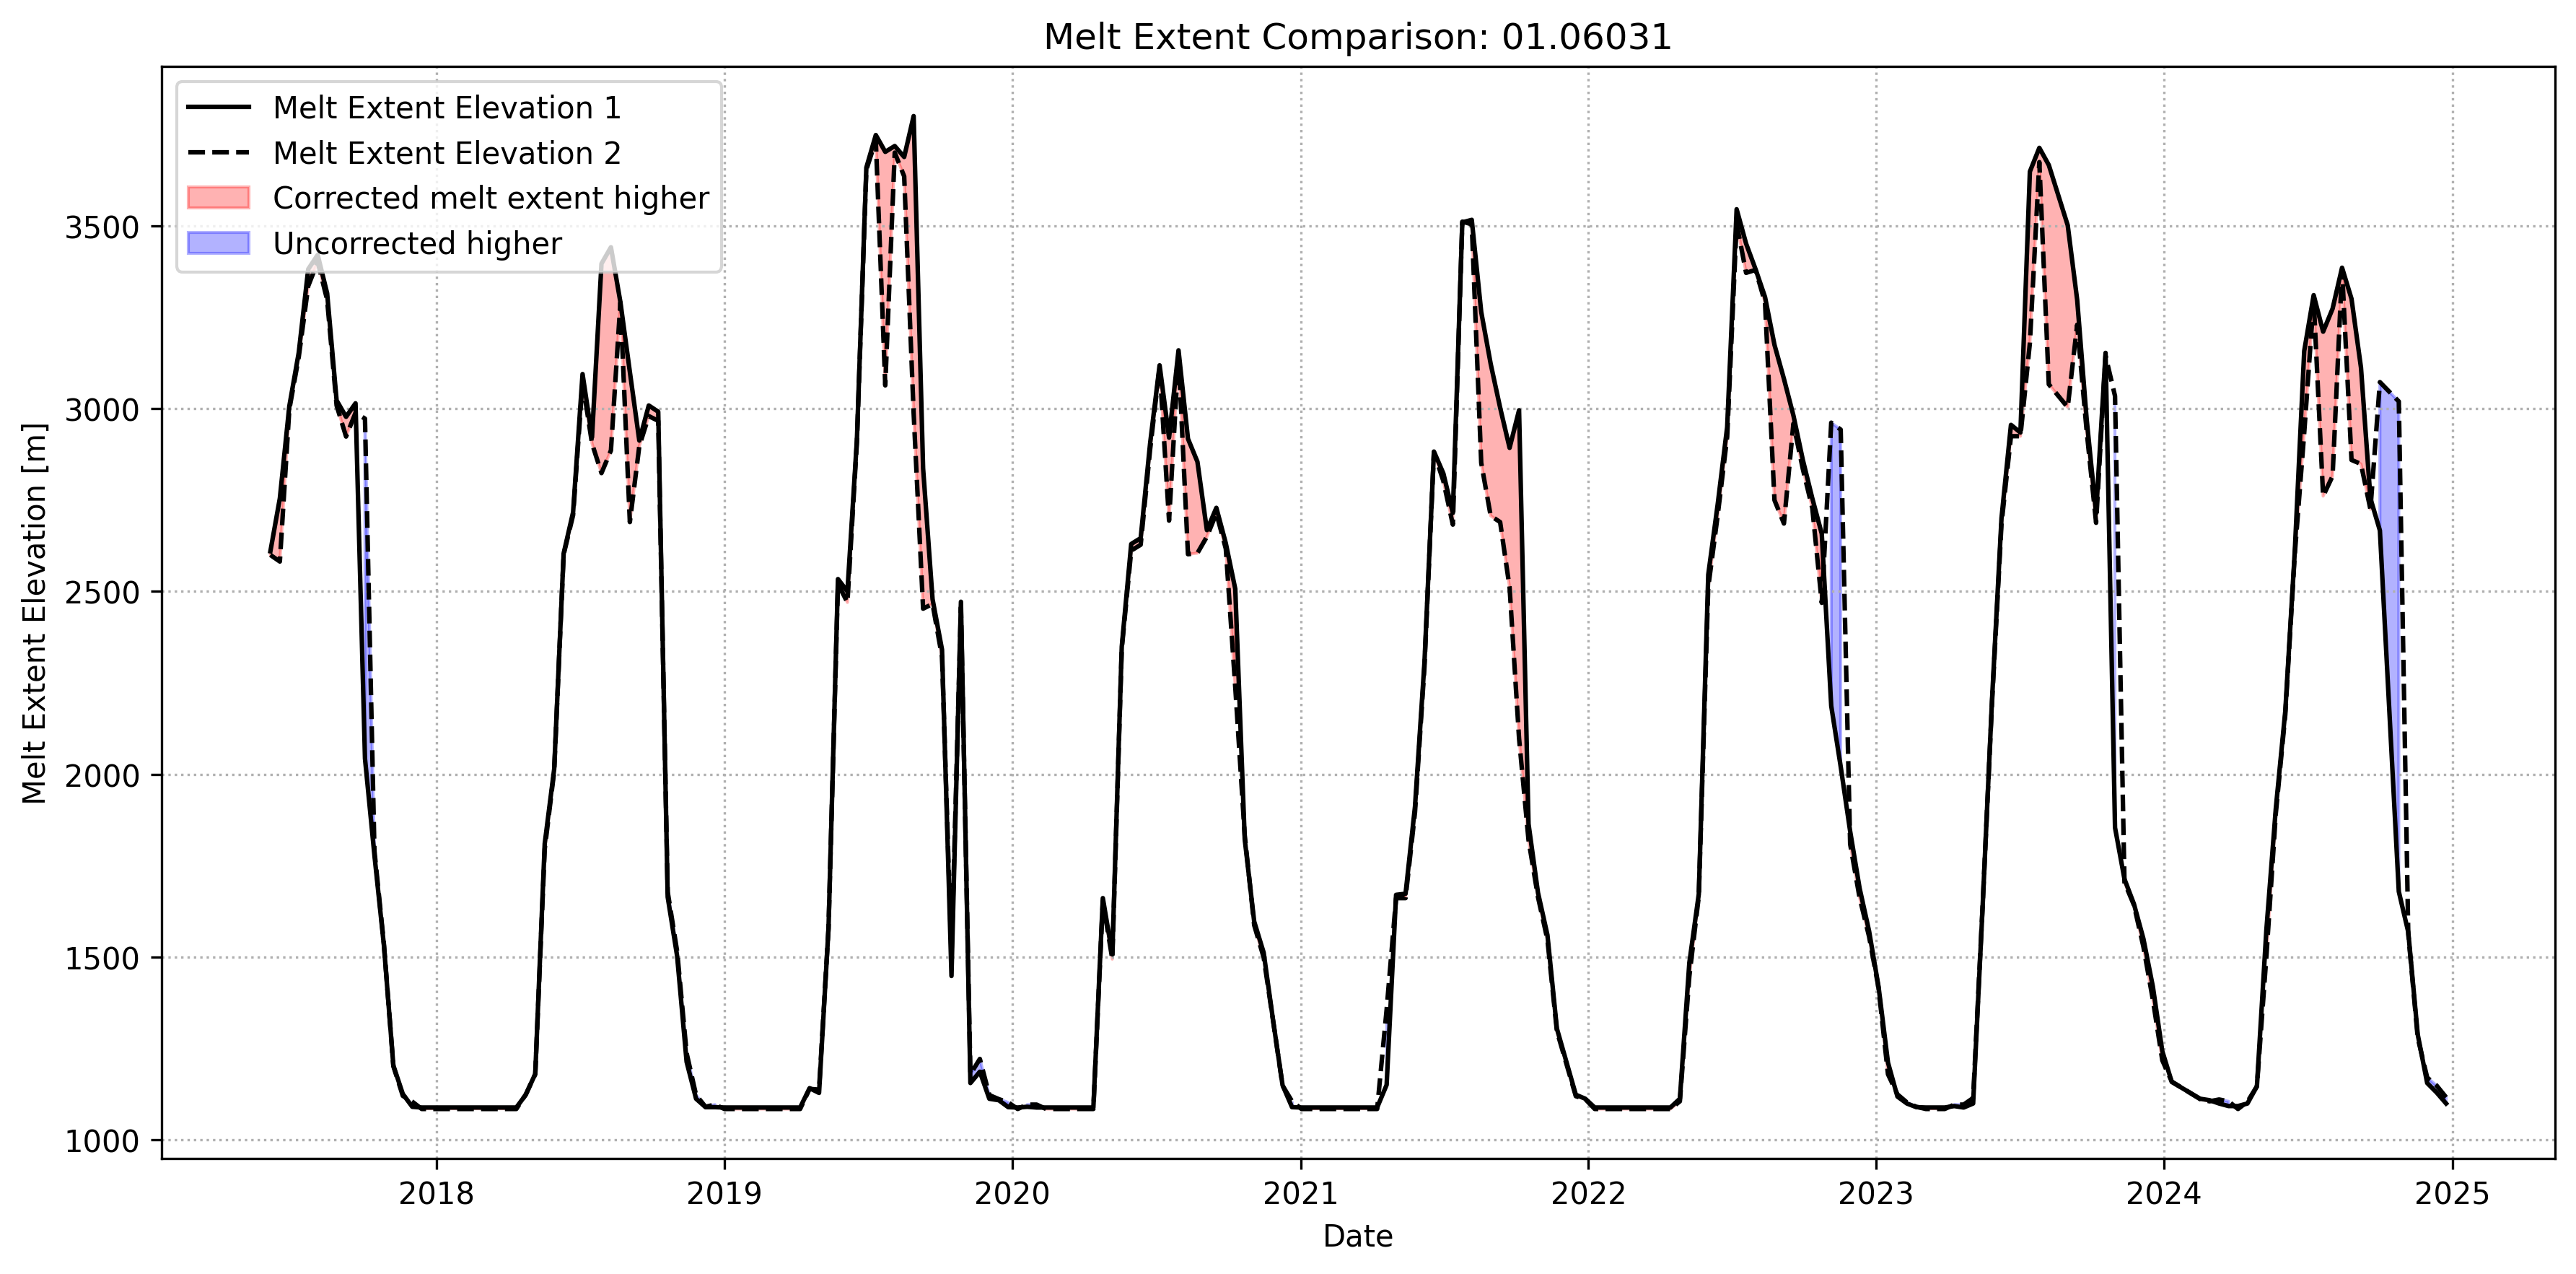 Melt Extent Comparison: 01.06031
Melt Extent Elevation 1
Melt Extent Elevation 2
Corrected melt extent higher
Uncorrected higher
Melt Extent Elevation [m]
3500
3000
2500
2000
1500
1000
2018 2019 2020 2021 2022 2023 2024 2025
Date